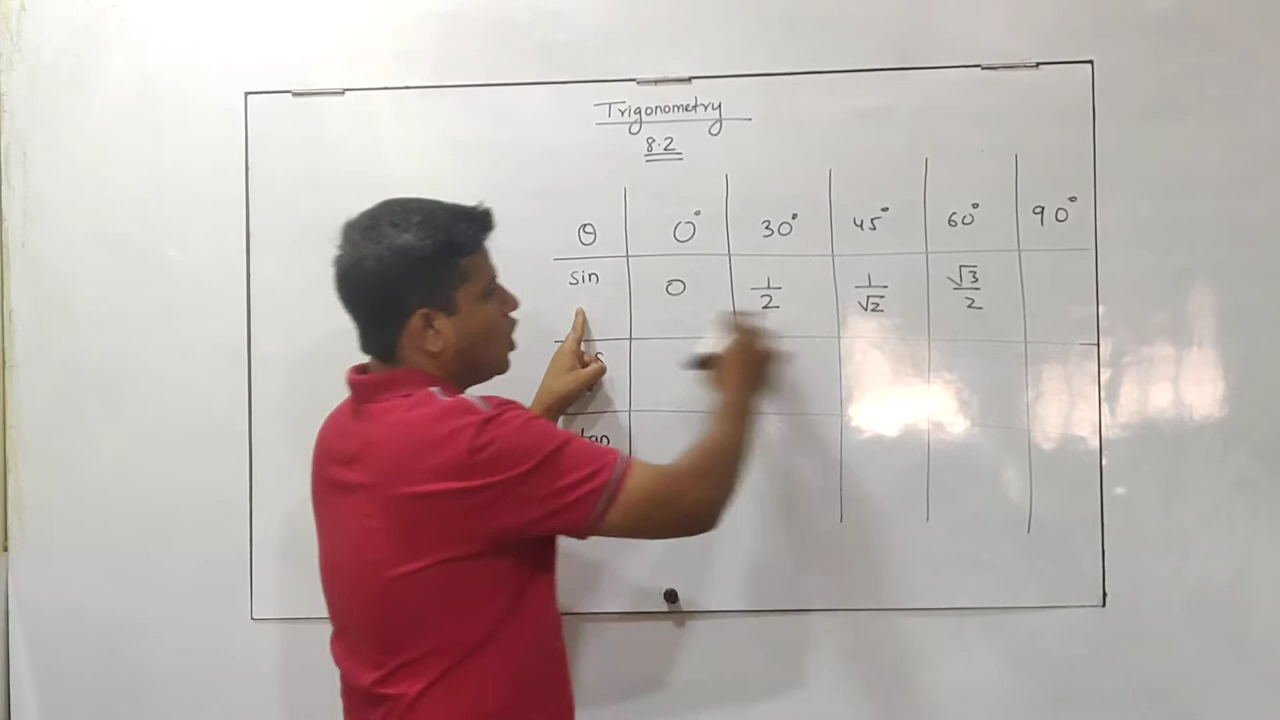 Trigonometry
8.2
θ 0° 30° 45° 60° 90°
sin 0 1/2 1/√2 √3/2
tan